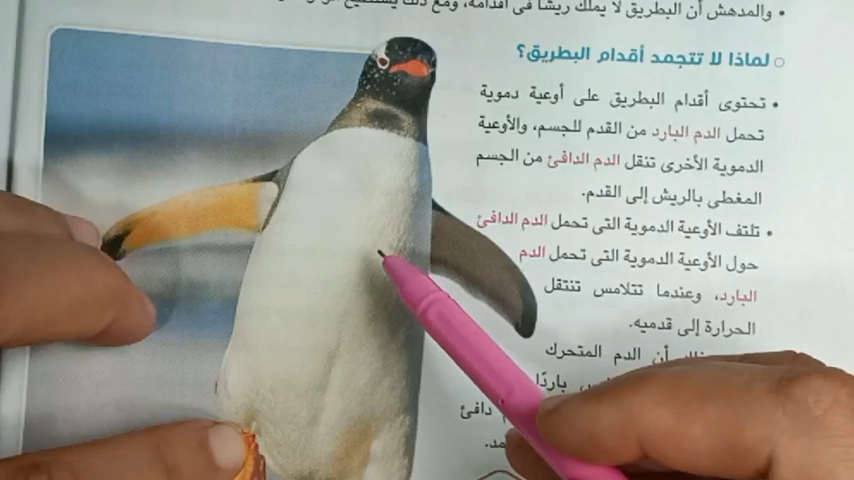 • والمدهش أن البطريق لا يملك ريشًا فى أقدامه، ومع ذلك يستطيع
○ لماذا لا تتجمد أقدام البطريق؟
• تحتوى أقدام البطريق على أوعية دموية
تحمل الدم البارد من القدم للجسم، والأوعية
الدموية الأخرى تنقل الدم الدافئ من الجسم
المغطى بالريش إلى القدم.
• تلتف الأوعية الدموية التى تحمل الدم الدافئ
حول الأوعية الدموية التى تحمل الدم
البارد، وعندما تتلامس تنتقل
الحرارة إلى قدميه.
أن الدم المتحرك
باردًا
دافئ